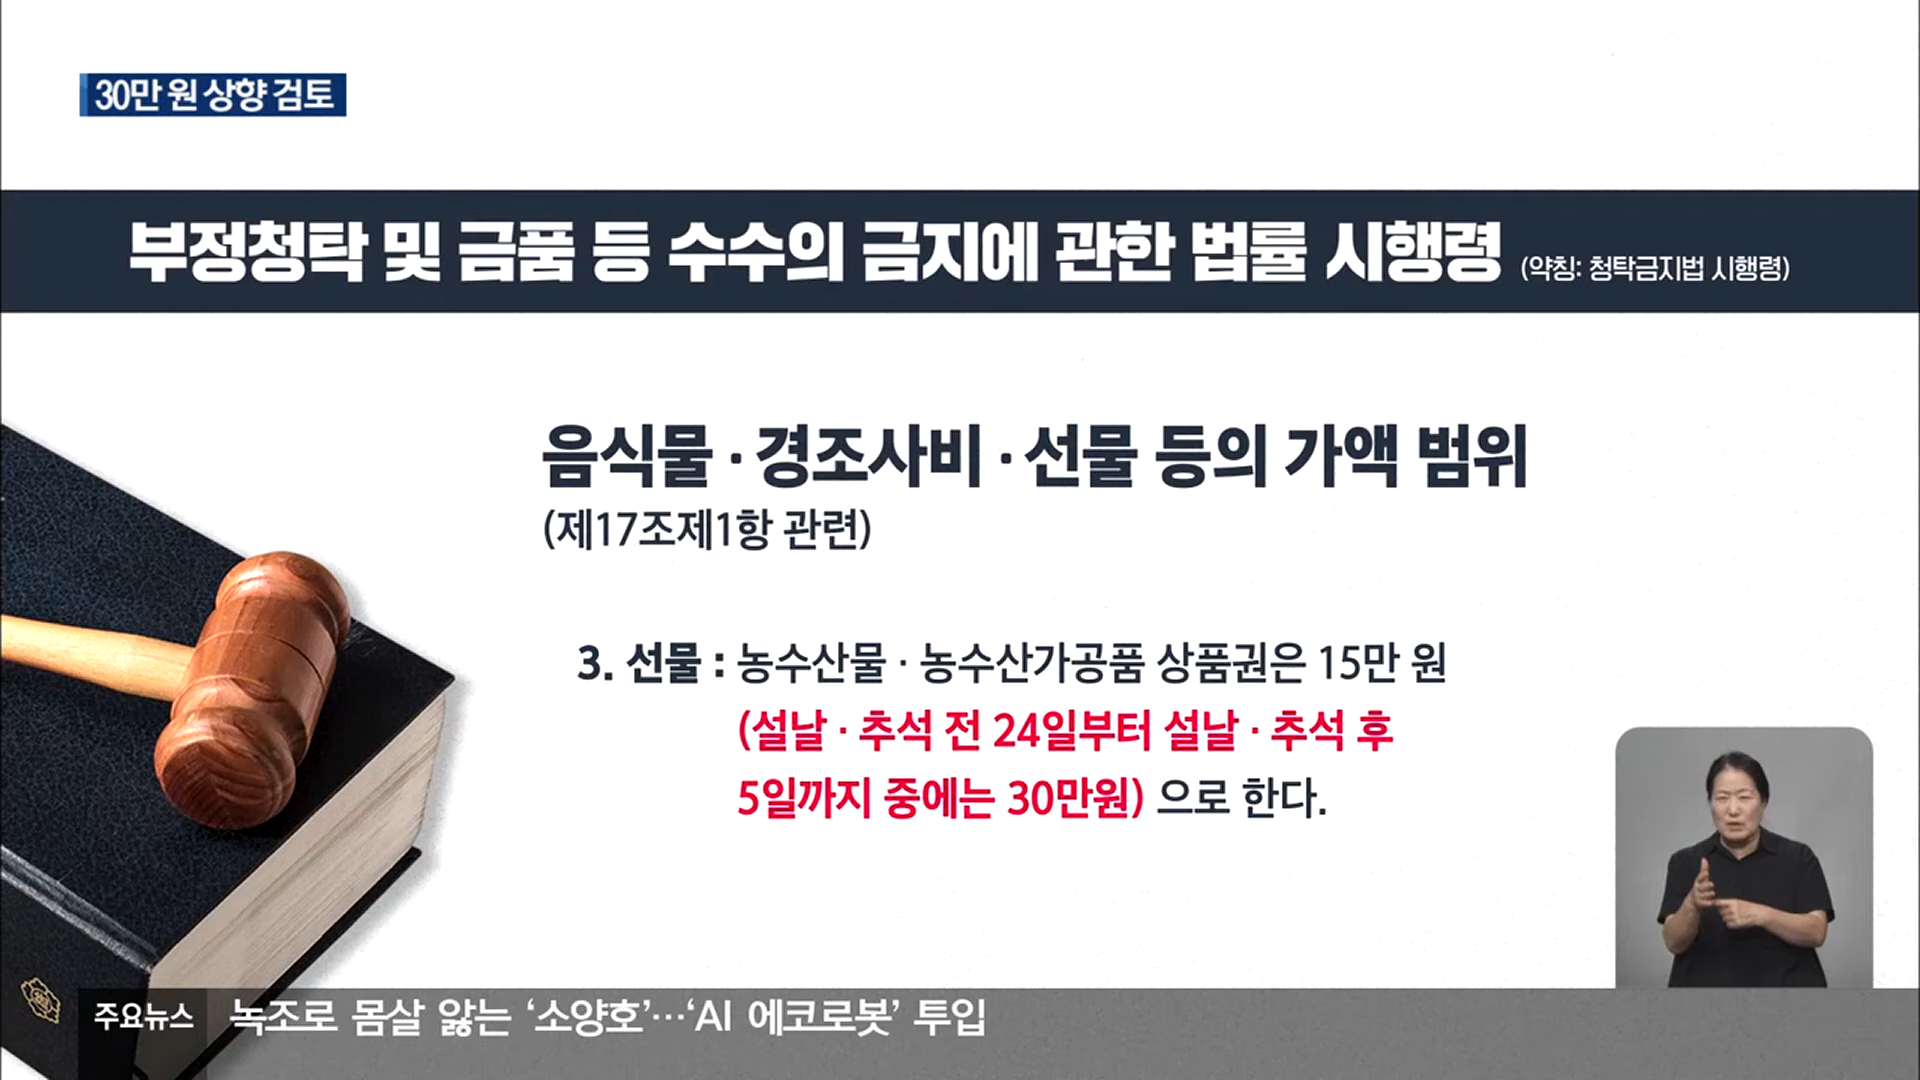 30만 원 상향 검토
부정청탁 및 금품 등 수수의 금지에 관한 법률 시행령 (약칭: 청탁금지법 시행령)
음식물 · 경조사비 · 선물 등의 가액 범위
(제17조제1항 관련)
3. 선물 : 농수산물 · 농수산가공품 상품권은 15만 원
(설날 · 추석 전 24일부터 설날 · 추석 후
5일까지 중에는 30만원) 으로 한다.
주요뉴스 녹조로 몸살 앓는 ‘소양호’…‘AI 에코로봇’ 투입